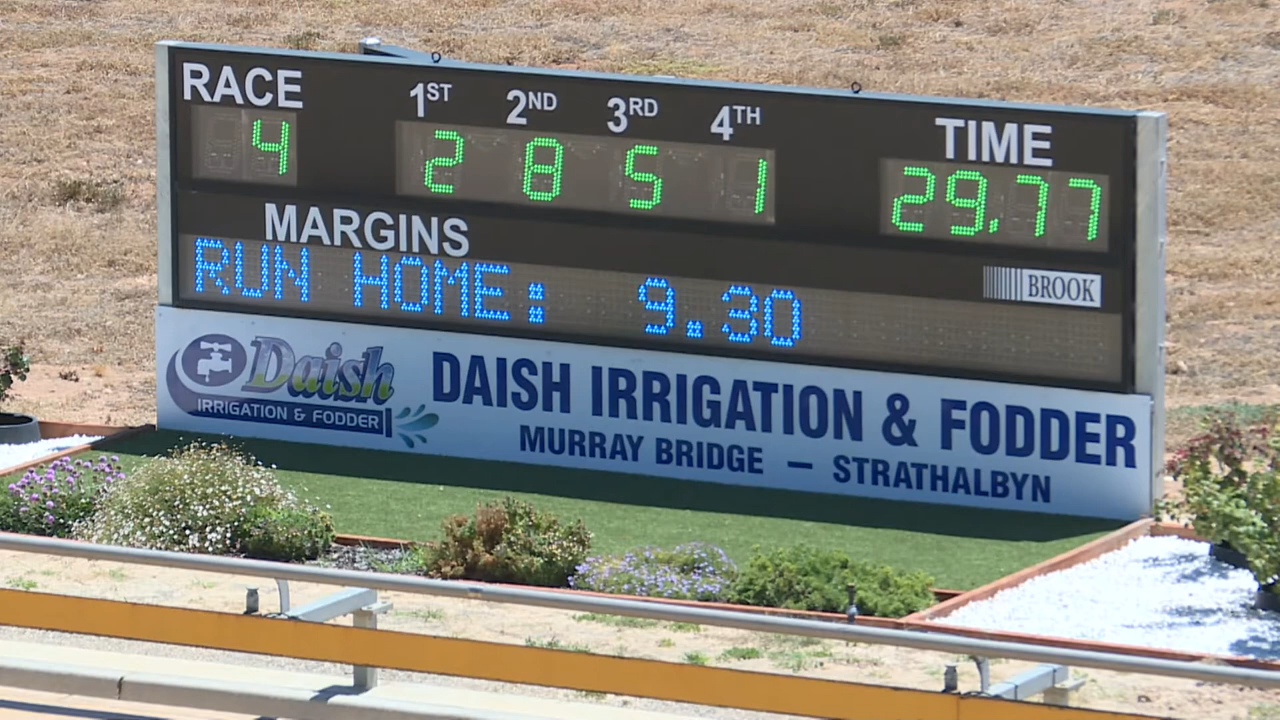 RACE 1ST 2ND 3RD 4TH TIME
4 2 8 5 1 29.77
MARGINS
RUN HOME: 9.30
BROOK
Daish
IRRIGATION & FODDER
DAISH IRRIGATION & FODDER
MURRAY BRIDGE – STRATHALBYN